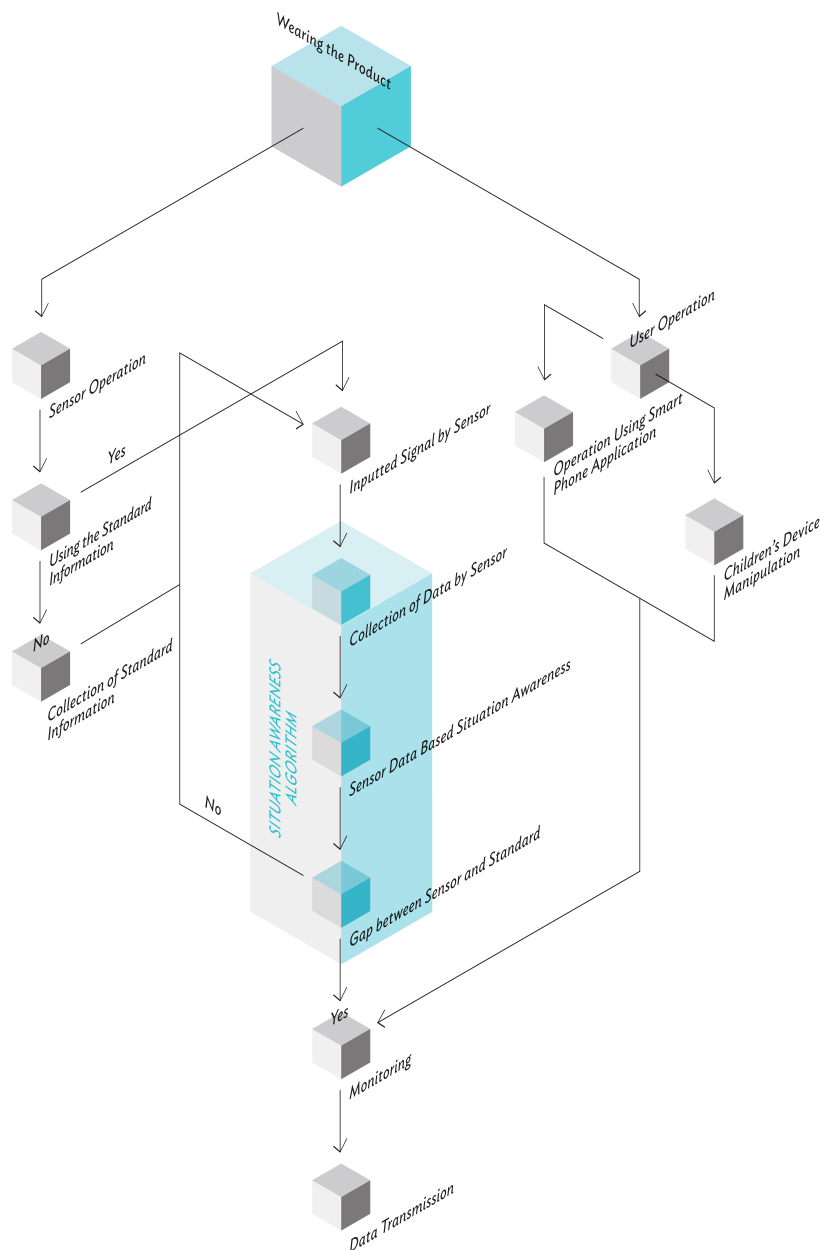 Wearing the Product
User Operation
Sensor Operation
Operation Using Smart
Phone Application
Inputted Signal by Sensor
Yes
Using the Standard
Information
Children's Device
Manipulation
Collection of Data by Sensor
No
Collection of Standard
Information
SITUATION AWARENESS
ALGORITHM
Sensor Data Based Situation Awareness
No
Gap between Sensor and Standard
Yes
Monitoring
Data Transmission